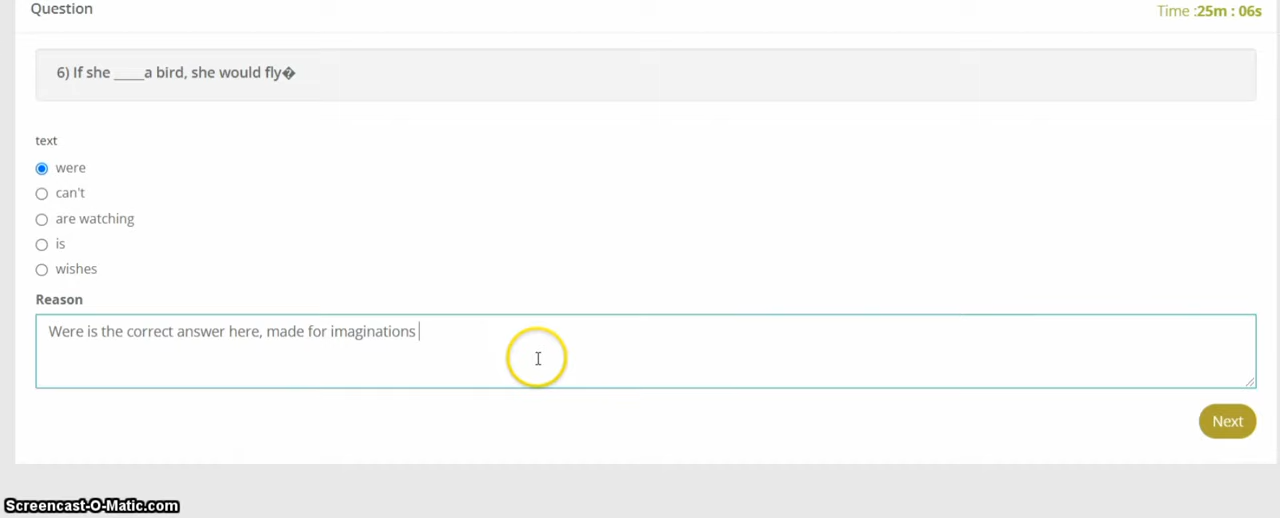 Question
Time :25m : 06s
6) If she ____a bird, she would fly�
text
were
can't
are watching
is
wishes
Reason
Were is the correct answer here, made for imaginations
Next
Screencast-O-Matic.com